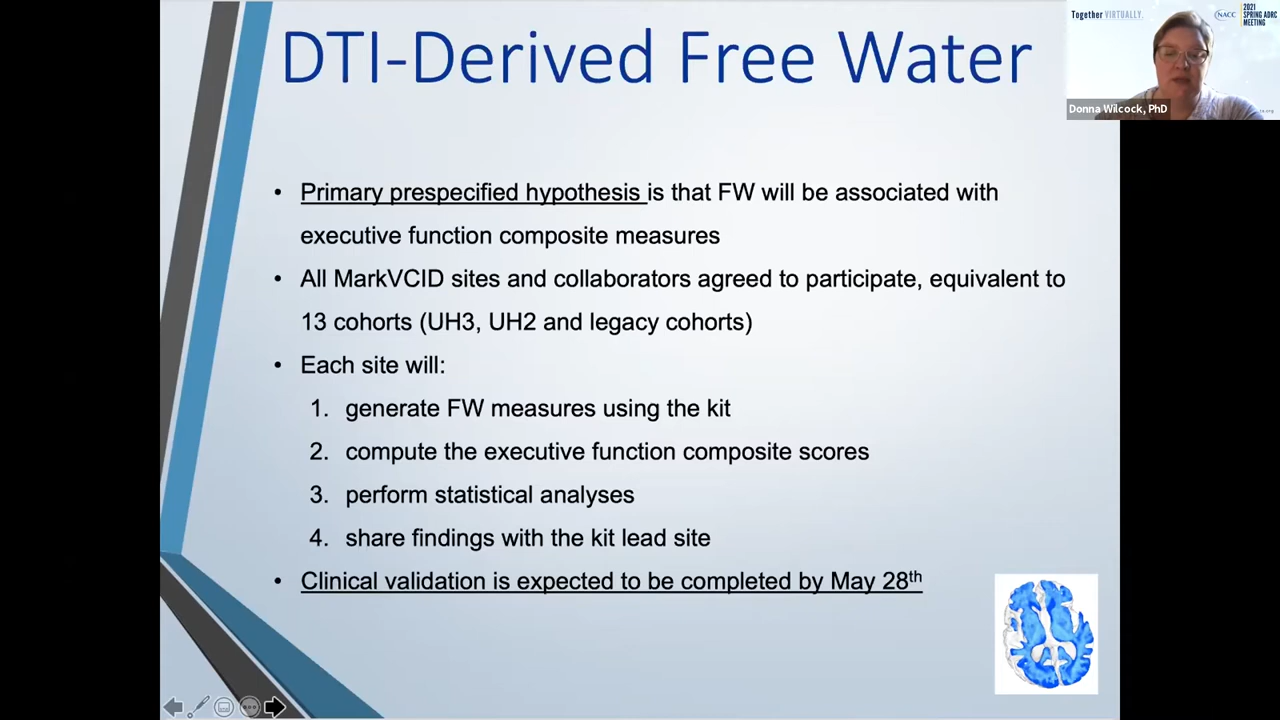 DTI-Derived Free Water
Together VIRTUALLY.
NACC
2021
SPRING ADRC
MEETING
Donna Wilcock, PhD
• Primary prespecified hypothesis is that FW will be associated with
executive function composite measures
• All MarkVCID sites and collaborators agreed to participate, equivalent to
13 cohorts (UH3, UH2 and legacy cohorts)
• Each site will:
1. generate FW measures using the kit
2. compute the executive function composite scores
3. perform statistical analyses
4. share findings with the kit lead site
• Clinical validation is expected to be completed by May 28th